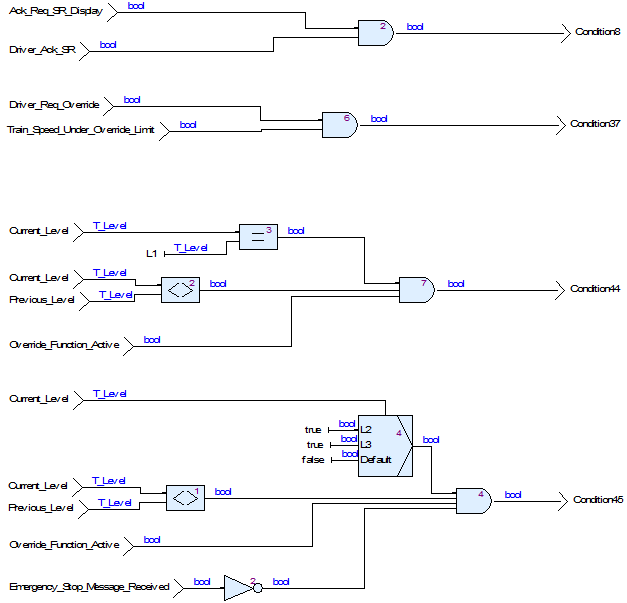 Ack_Req_SR_Display bool
2 bool Condition8
Driver_Ack_SR bool
Driver_Req_Override bool
6 bool Condition37
Train_Speed_Under_Override_Limit bool
Current_Level T_Level 3 bool
L1 T_Level
Current_Level T_Level
<> 2 bool 7 bool Condition44
Previous_Level T_Level
Override_Function_Active bool
Current_Level T_Level
true bool L2
4 bool
true bool L3
false bool Default
Current_Level T_Level
<> 1 bool 4 bool Condition45
Previous_Level T_Level
Override_Function_Active bool
Emergency_Stop_Message_Received bool 2 bool